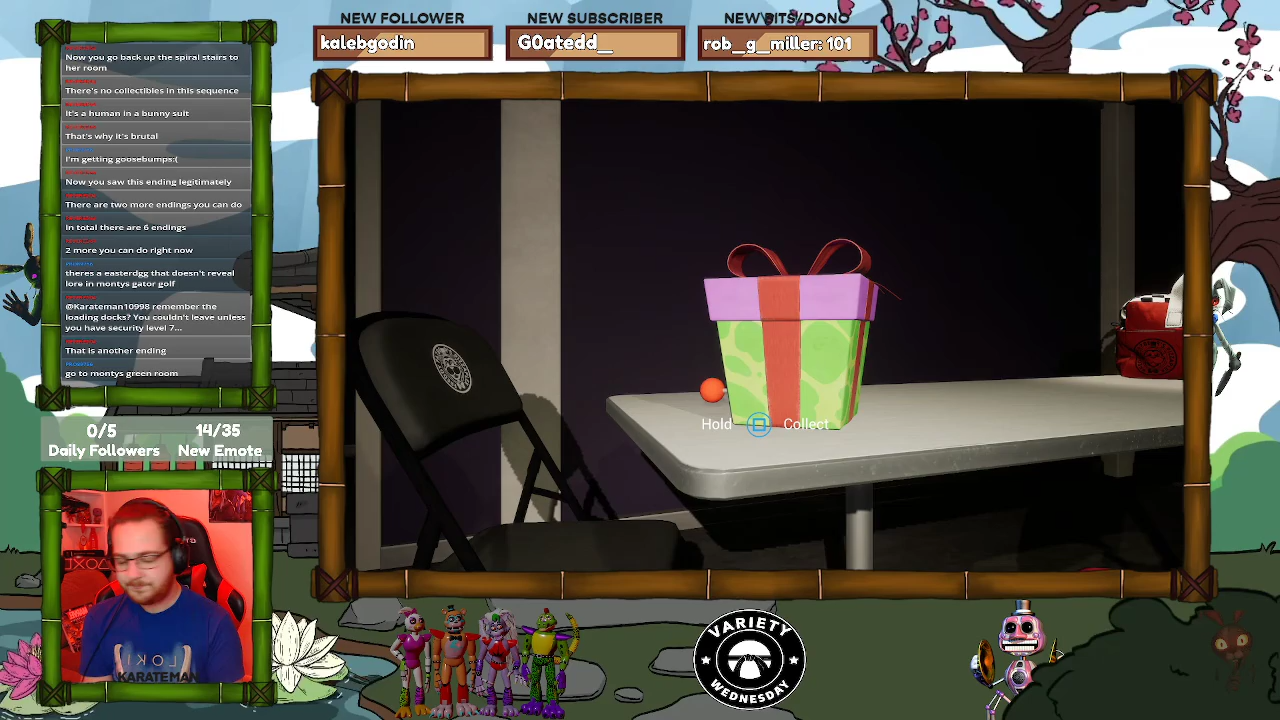 NEW FOLLOWER
NEW SUBSCRIBER
NEW BITS/DONO
kalebgodin
G0atedd_
rob_g_miller: 101
Now you go back up the spiral stairs to
her room
There's no collectibles in this sequence
It's a human in a bunny suit
That's why it's brutal
I'm getting goosebumps:(
Now you saw this ending legitimately
There are two more endings you can do
In total there are 6 endings
2 more you can do right now
theres a easterdgg that doesn't reveal
lore in montys gator golf
@Karateman10998 remember the
loading docks? You couldn't leave unless
you have security level 7...
That is another ending
go to montys green room
0/5
Daily Followers
14/35
New Emote
Hold
Collect
LOKI
KARATEMAN
VARIETY
WEDNESDAY